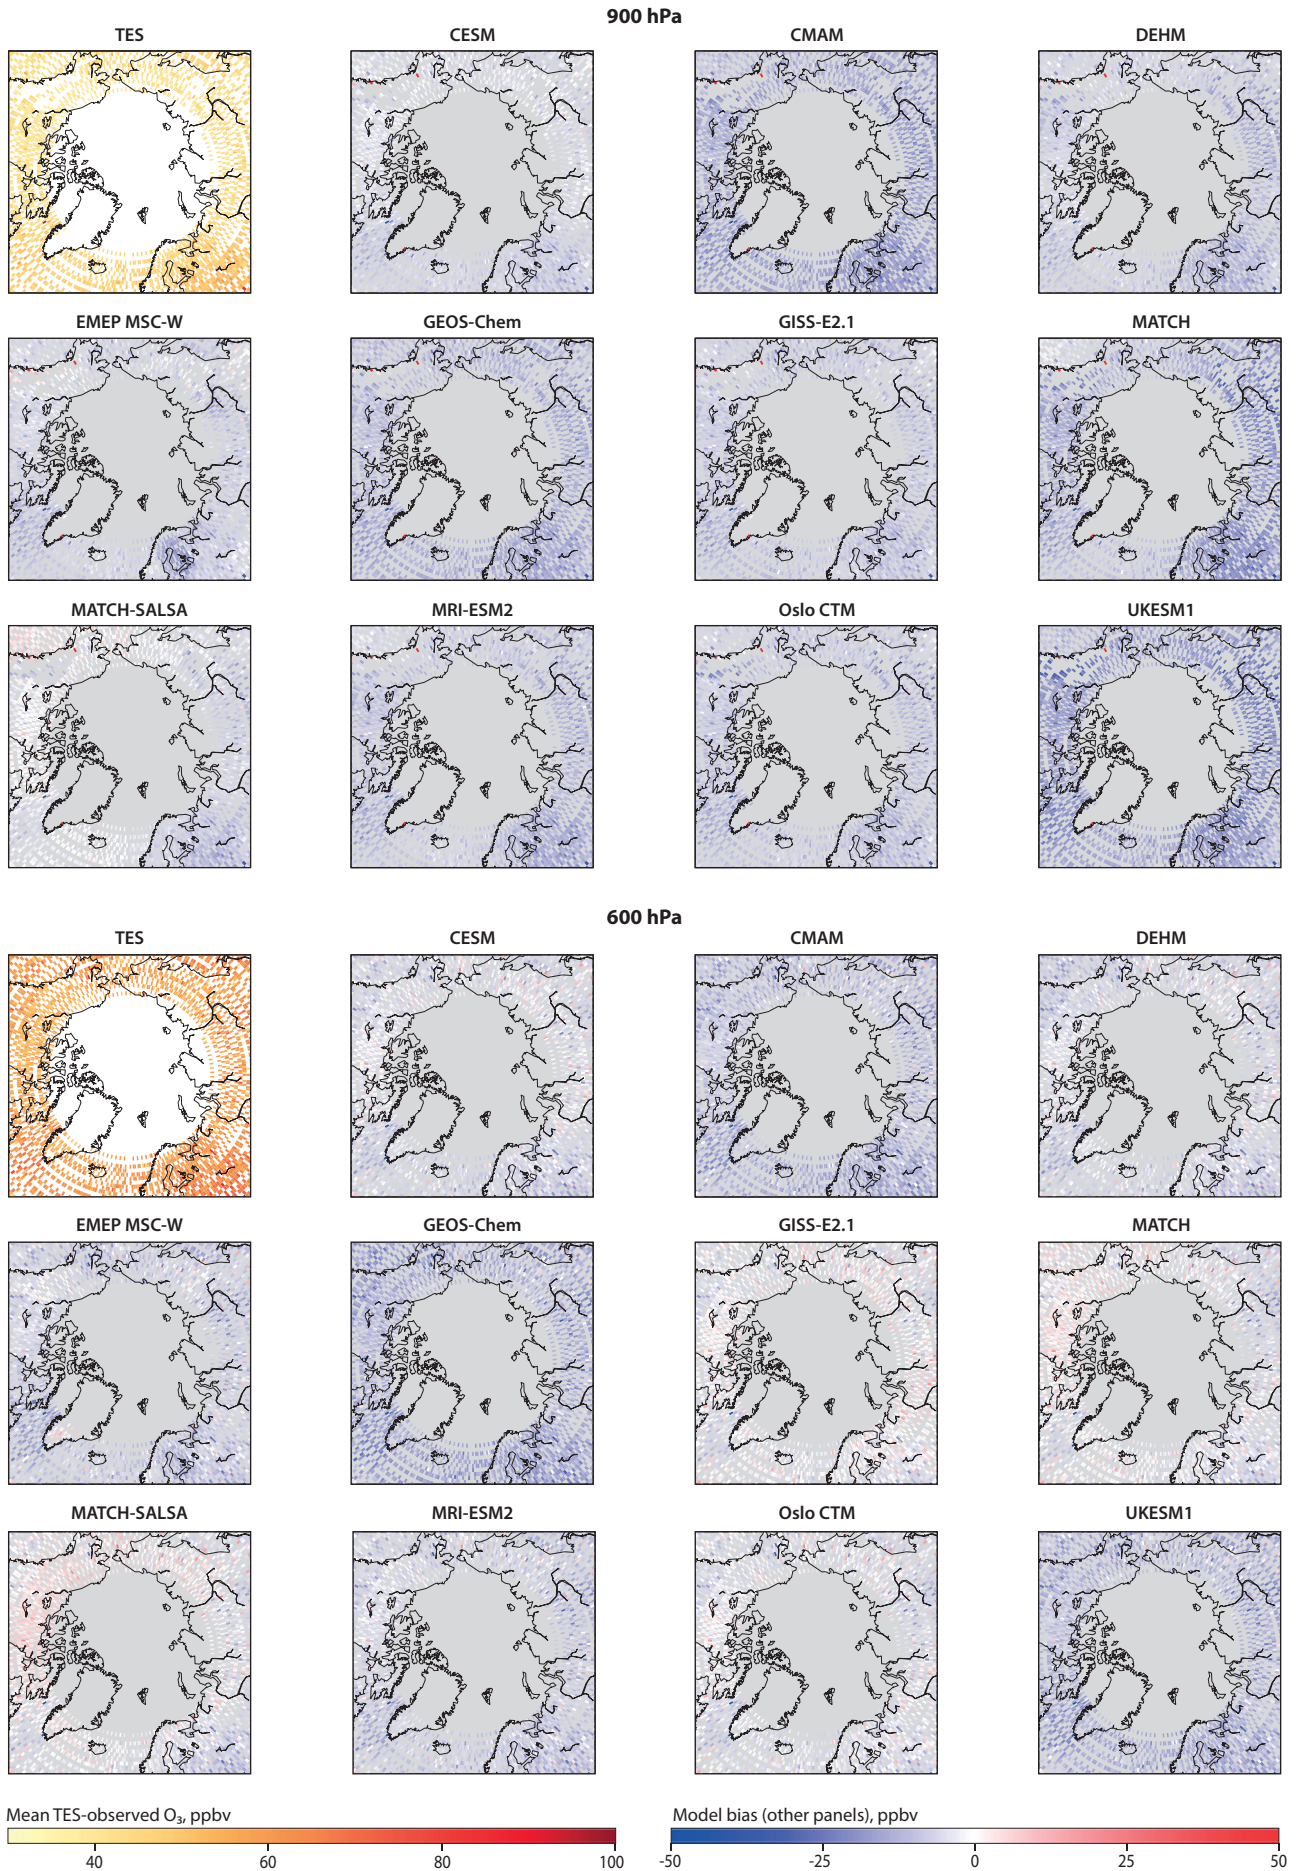 900 hPa
TES CESM CMAM DEHM
EMEP MSC-W GEOS-Chem GISS-E2.1 MATCH
MATCH-SALSA MRI-ESM2 Oslo CTM UKESM1
600 hPa
TES CESM CMAM DEHM
EMEP MSC-W GEOS-Chem GISS-E2.1 MATCH
MATCH-SALSA MRI-ESM2 Oslo CTM UKESM1
Mean TES-observed O₃, ppbv
40 60 80 100
Model bias (other panels), ppbv
-50 -25 0 25 50